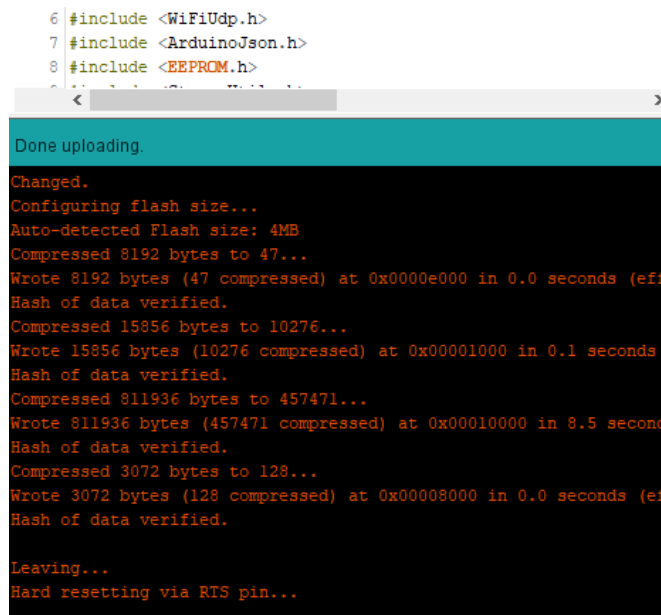 6 #include <WiFiUdp.h>
7 #include <ArduinoJson.h>
8 #include <EEPROM.h>
Done uploading.
Changed.
Configuring flash size...
Auto-detected Flash size: 4MB
Compressed 8192 bytes to 47...
Wrote 8192 bytes (47 compressed) at 0x0000e000 in 0.0 seconds (eff
Hash of data verified.
Compressed 15856 bytes to 10276...
Wrote 15856 bytes (10276 compressed) at 0x00001000 in 0.1 seconds
Hash of data verified.
Compressed 811936 bytes to 457471...
Wrote 811936 bytes (457471 compressed) at 0x00010000 in 8.5 second
Hash of data verified.
Compressed 3072 bytes to 128...
Wrote 3072 bytes (128 compressed) at 0x00008000 in 0.0 seconds (ef
Hash of data verified.
Leaving...
Hard resetting via RTS pin...